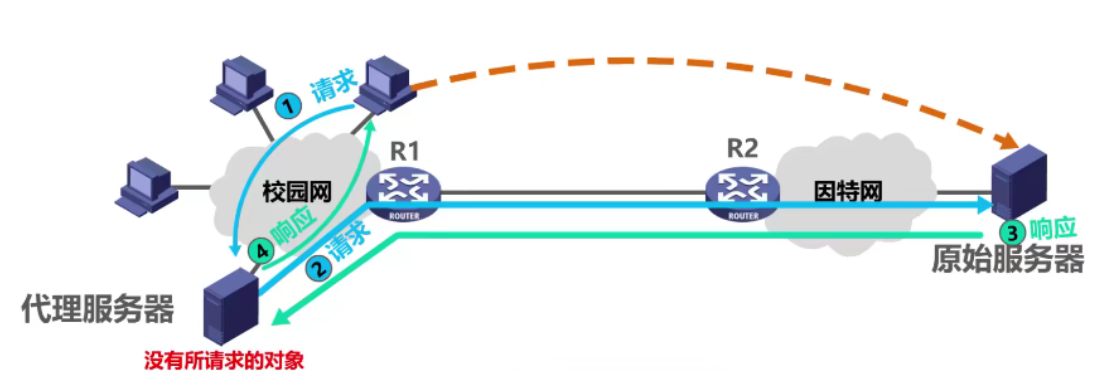 1 请求
R1
R2
校园网
ROUTER
ROUTER
因特网
4 响应
2 请求
3 响应
原始服务器
代理服务器
没有所请求的对象